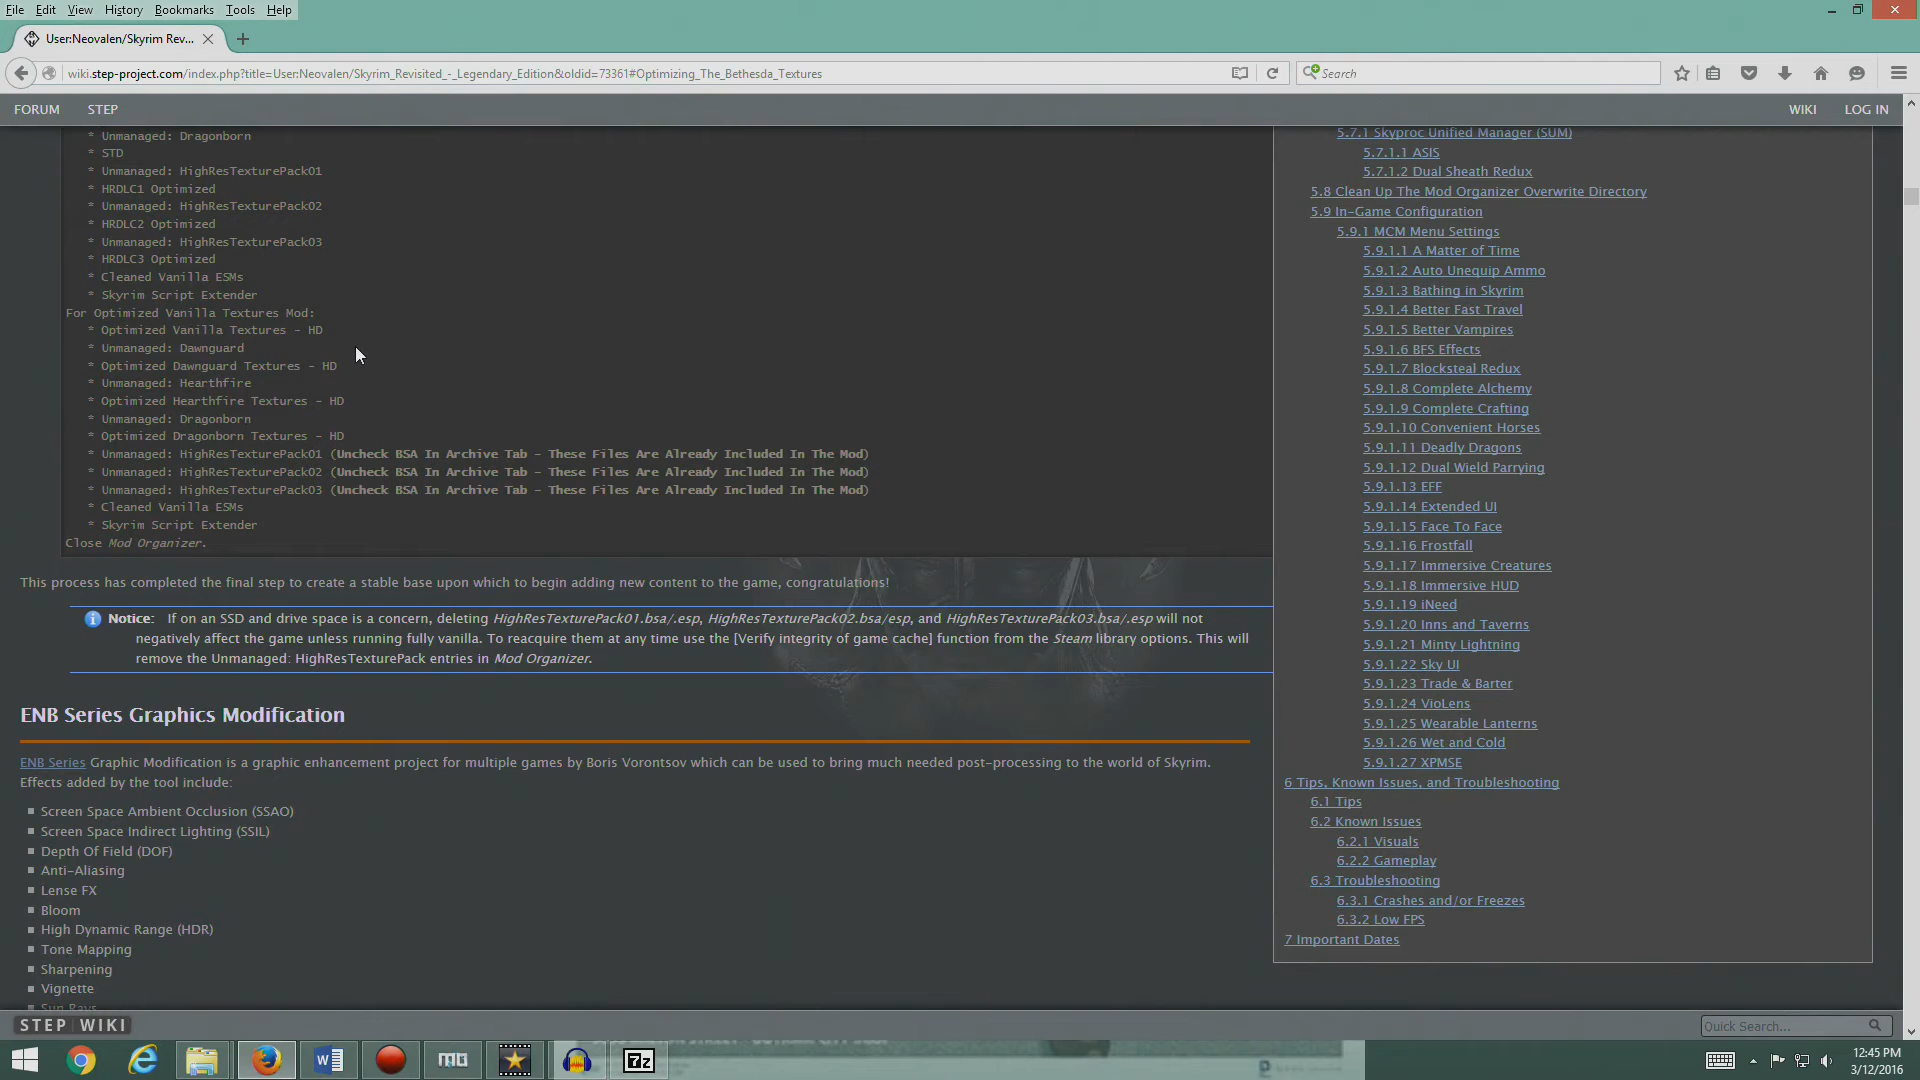 File Edit View History Bookmarks Tools Help
User:Neovalen/Skyrim Rev...
wiki.step-project.com/index.php?title=User:Neovalen/Skyrim_Revisited_-_Legendary_Edition&oldid=73361#Optimizing_The_Bethesda_Textures
Search
FORUM STEP WIKI LOG IN
* Unmanaged: Dragonborn
* STD
* Unmanaged: HighResTexturePack01
* HRDLC1 Optimized
* Unmanaged: HighResTexturePack02
* HRDLC2 Optimized
* Unmanaged: HighResTexturePack03
* HRDLC3 Optimized
* Cleaned Vanilla ESMs
* Skyrim Script Extender
For Optimized Vanilla Textures Mod:
* Optimized Vanilla Textures - HD
* Unmanaged: Dawnguard
* Optimized Dawnguard Textures - HD
* Unmanaged: Hearthfire
* Optimized Hearthfire Textures - HD
* Unmanaged: Dragonborn
* Optimized Dragonborn Textures - HD
* Unmanaged: HighResTexturePack01 (Uncheck BSA In Archive Tab - These Files Are Already Included In The Mod)
* Unmanaged: HighResTexturePack02 (Uncheck BSA In Archive Tab - These Files Are Already Included In The Mod)
* Unmanaged: HighResTexturePack03 (Uncheck BSA In Archive Tab - These Files Are Already Included In The Mod)
* Cleaned Vanilla ESMs
* Skyrim Script Extender
Close Mod Organizer.
This process has completed the final step to create a stable base upon which to begin adding new content to the game, congratulations!
Notice: If on an SSD and drive space is a concern, deleting HighResTexturePack01.bsa/.esp, HighResTexturePack02.bsa/esp, and HighResTexturePack03.bsa/.esp will not
negatively affect the game unless running fully vanilla. To reacquire them at any time use the [Verify integrity of game cache] function from the Steam library options. This will
remove the Unmanaged: HighResTexturePack entries in Mod Organizer.
ENB Series Graphics Modification
ENB Series Graphic Modification is a graphic enhancement project for multiple games by Boris Vorontsov which can be used to bring much needed post-processing to the world of Skyrim.
Effects added by the tool include:
Screen Space Ambient Occlusion (SSAO)
Screen Space Indirect Lighting (SSIL)
Depth Of Field (DOF)
Anti-Aliasing
Lense FX
Bloom
High Dynamic Range (HDR)
Tone Mapping
Sharpening
Vignette
Sun Rays
5.7.1 Skyproc Unified Manager (SUM)
5.7.1.1 ASIS
5.7.1.2 Dual Sheath Redux
5.8 Clean Up The Mod Organizer Overwrite Directory
5.9 In-Game Configuration
5.9.1 MCM Menu Settings
5.9.1.1 A Matter of Time
5.9.1.2 Auto Unequip Ammo
5.9.1.3 Bathing in Skyrim
5.9.1.4 Better Fast Travel
5.9.1.5 Better Vampires
5.9.1.6 BFS Effects
5.9.1.7 Blocksteal Redux
5.9.1.8 Complete Alchemy
5.9.1.9 Complete Crafting
5.9.1.10 Convenient Horses
5.9.1.11 Deadly Dragons
5.9.1.12 Dual Wield Parrying
5.9.1.13 EFF
5.9.1.14 Extended UI
5.9.1.15 Face To Face
5.9.1.16 Frostfall
5.9.1.17 Immersive Creatures
5.9.1.18 Immersive HUD
5.9.1.19 iNeed
5.9.1.20 Inns and Taverns
5.9.1.21 Minty Lightning
5.9.1.22 Sky UI
5.9.1.23 Trade & Barter
5.9.1.24 VioLens
5.9.1.25 Wearable Lanterns
5.9.1.26 Wet and Cold
5.9.1.27 XPMSE
6 Tips, Known Issues, and Troubleshooting
6.1 Tips
6.2 Known Issues
6.2.1 Visuals
6.2.2 Gameplay
6.3 Troubleshooting
6.3.1 Crashes and/or Freezes
6.3.2 Low FPS
7 Important Dates
STEP WIKI
Quick Search...
7z
12:45 PM
3/12/2016